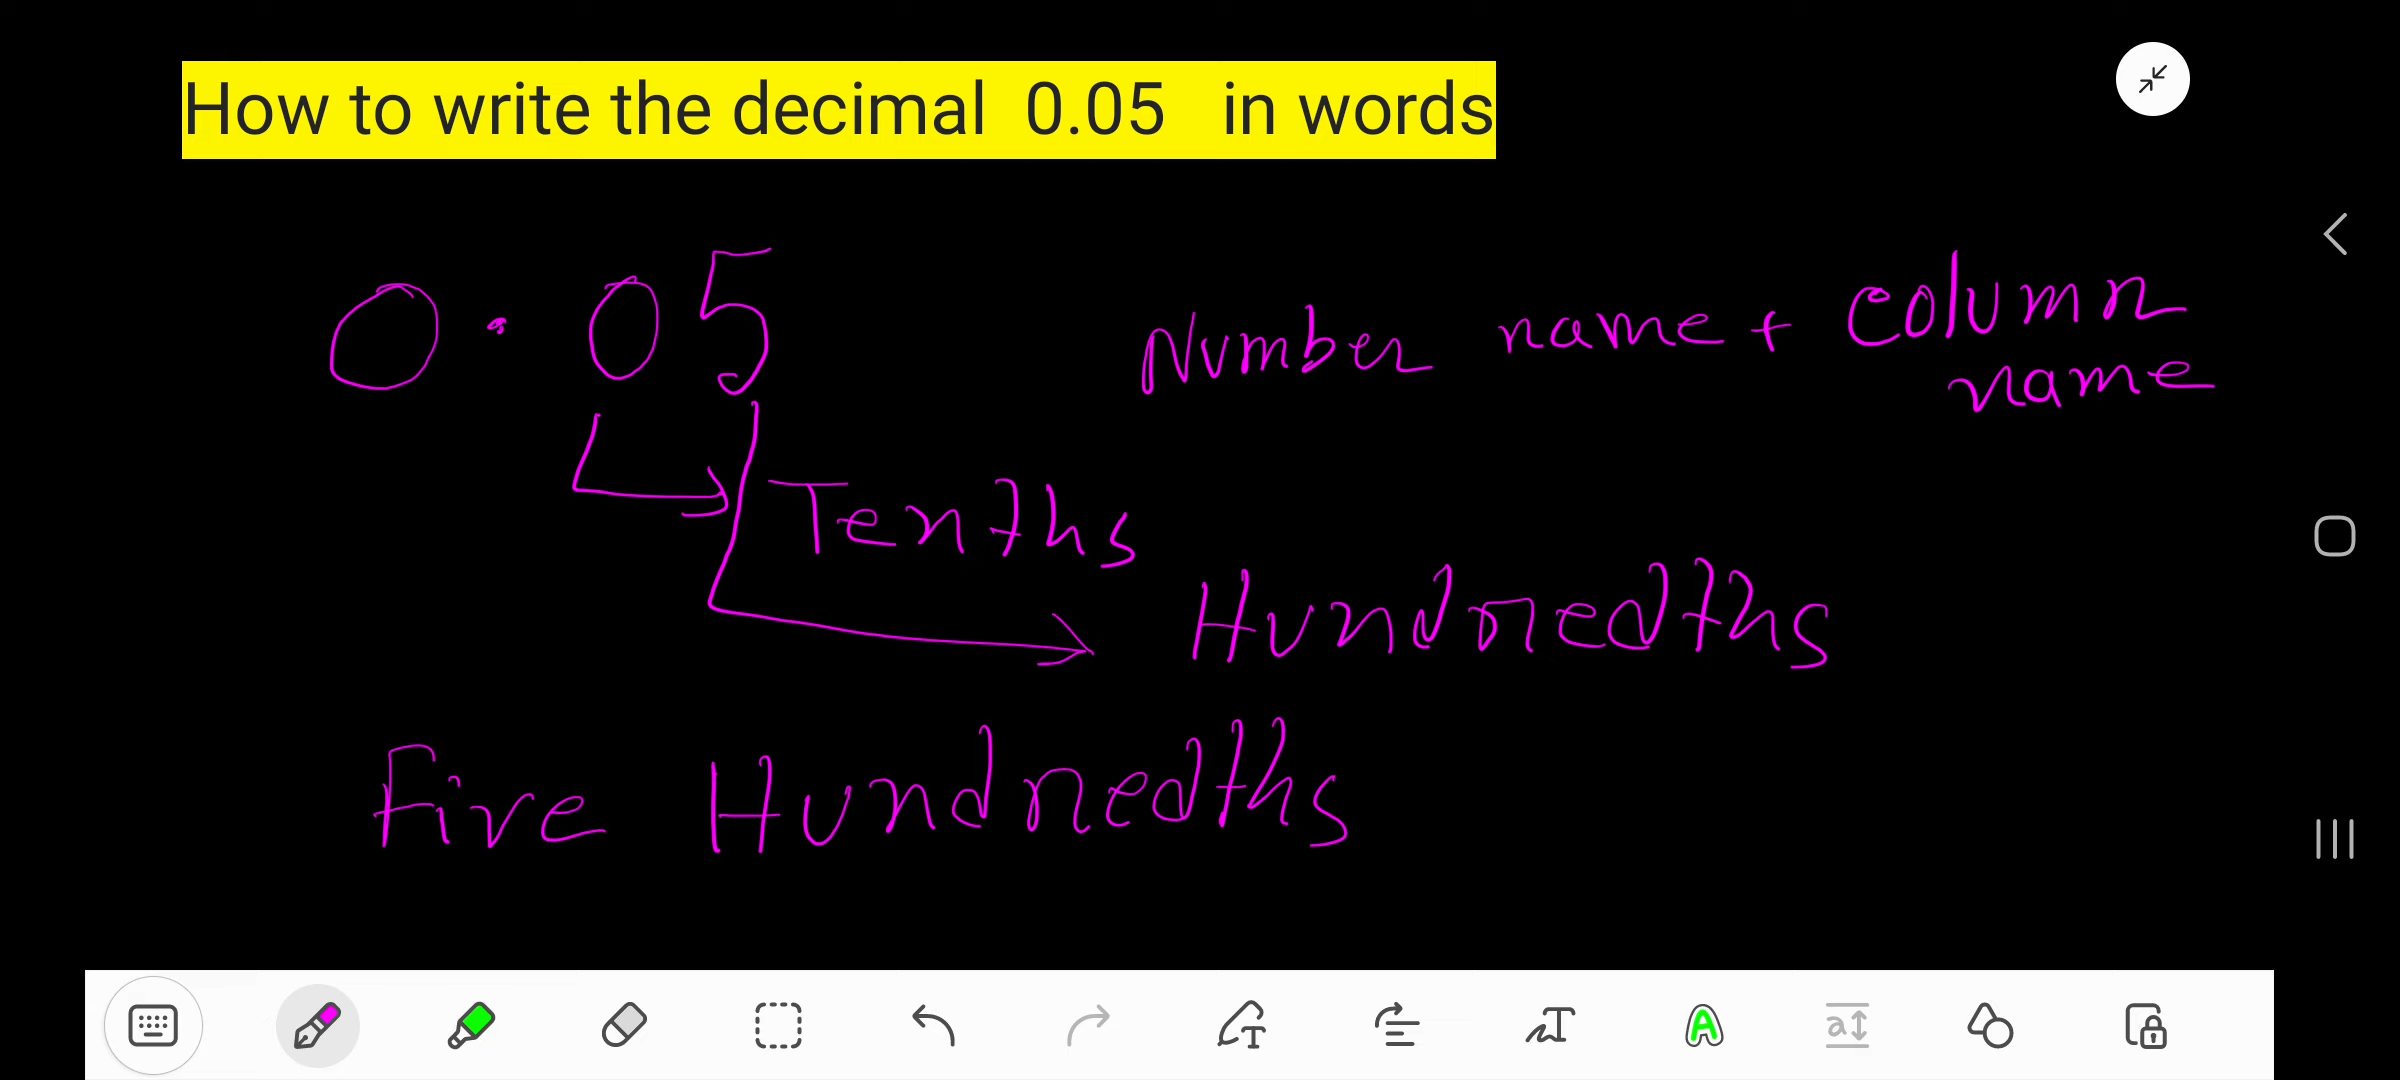 How to write the decimal 0.05 in words
0.05
Number name + column
name
Tenths
Hundredths
Five Hundredths